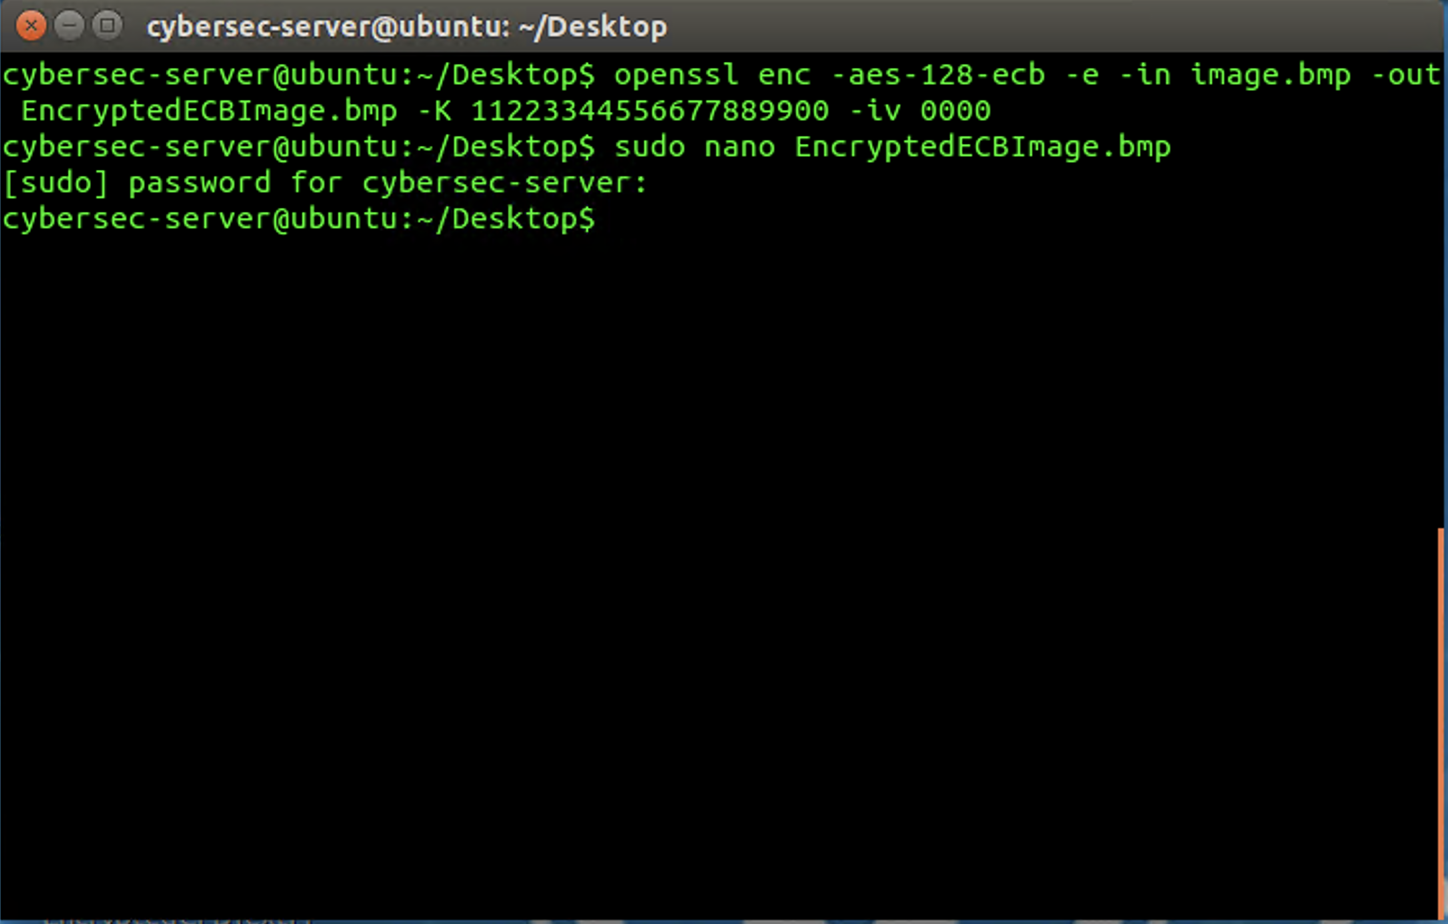 cybersec-server@ubuntu: ~/Desktop
cybersec-server@ubuntu:~/Desktop$ openssl enc -aes-128-ecb -e -in image.bmp -out
EncryptedECBImage.bmp -K 11223344556677889900 -iv 0000
cybersec-server@ubuntu:~/Desktop$ sudo nano EncryptedECBImage.bmp
[sudo] password for cybersec-server:
cybersec-server@ubuntu:~/Desktop$